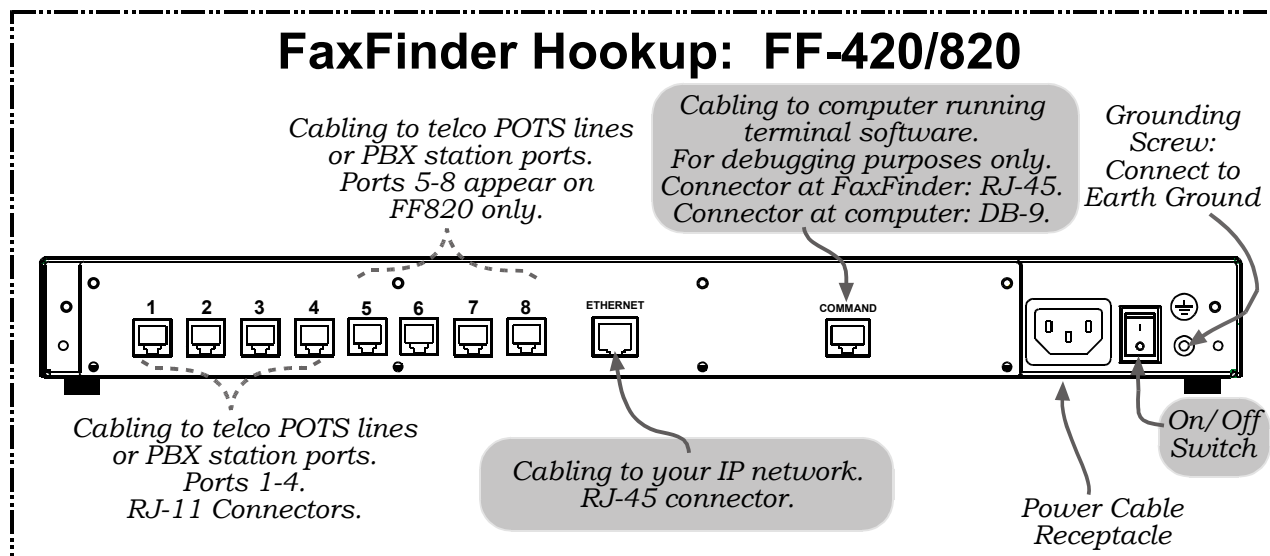 FaxFinder Hookup: FF-420/820
Cabling to telco POTS lines
or PBX station ports.
Ports 5-8 appear on
FF820 only.
Cabling to computer running
terminal software.
For debugging purposes only.
Connector at FaxFinder: RJ-45.
Connector at computer: DB-9.
Grounding
Screw:
Connect to
Earth Ground
1 2 3 4 5 6 7 8
ETHERNET
COMMAND
Cabling to telco POTS lines
or PBX station ports.
Ports 1-4.
RJ-11 Connectors.
Cabling to your IP network.
RJ-45 connector.
On/Off
Switch
Power Cable
Receptacle